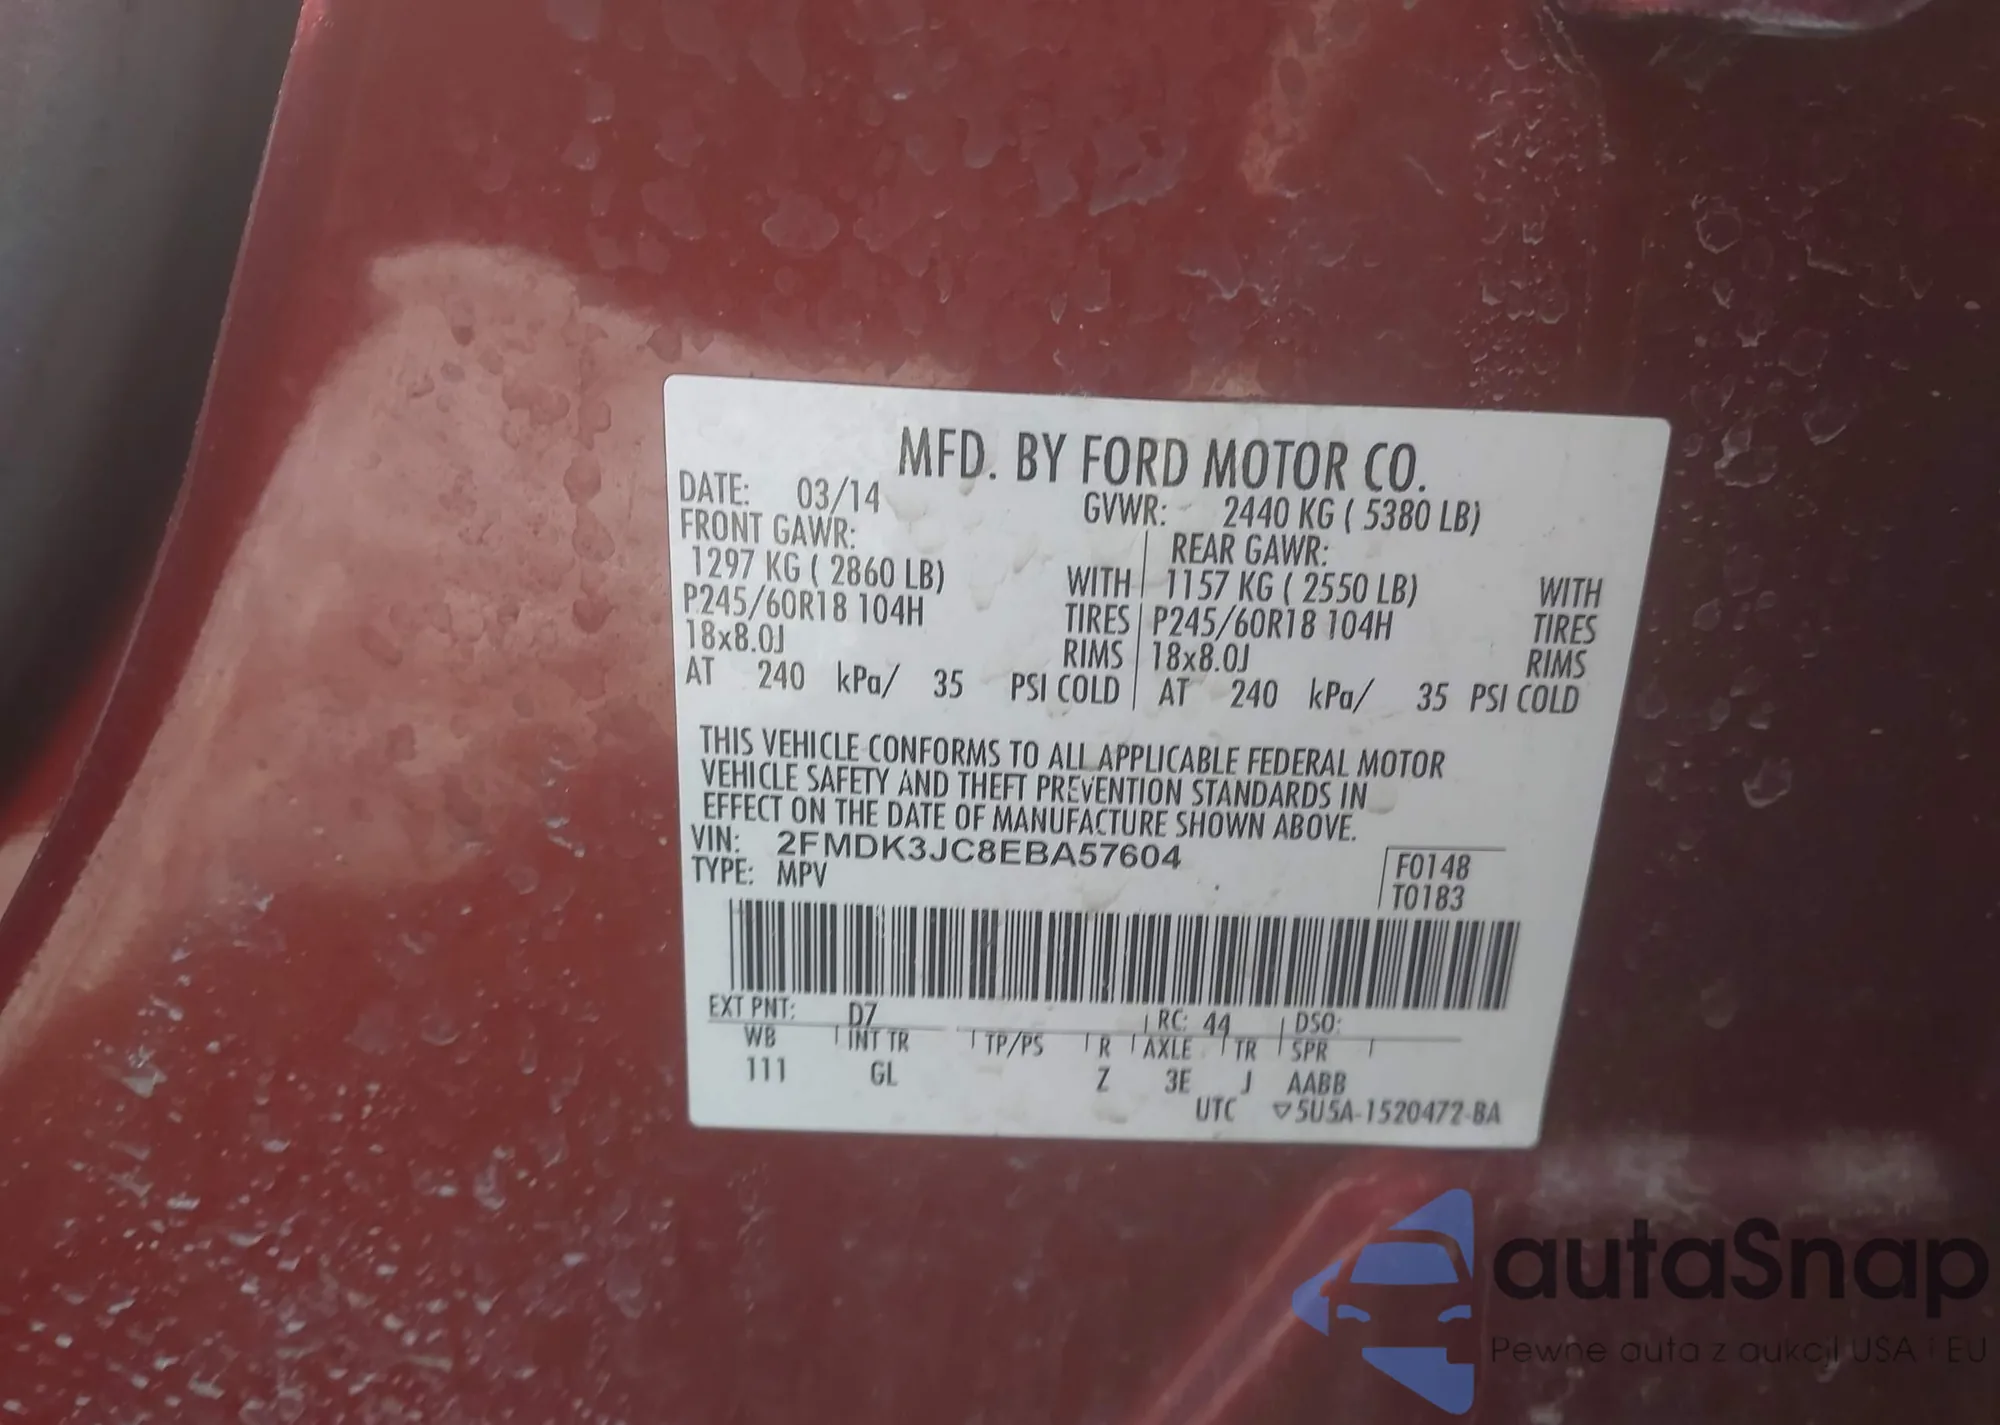 MFD. BY FORD MOTOR CO.
DATE: 03/14 GVWR: 2440 KG ( 5380 LB)
FRONT GAWR: REAR GAWR:
1297 KG ( 2860 LB) WITH 1157 KG ( 2550 LB) WITH
P245/60R18 104H TIRES P245/60R18 104H TIRES
18x8.0J RIMS 18x8.0J RIMS
AT 240 kPa/ 35 PSI COLD AT 240 kPa/ 35 PSI COLD
THIS VEHICLE CONFORMS TO ALL APPLICABLE FEDERAL MOTOR
VEHICLE SAFETY AND THEFT PREVENTION STANDARDS IN
EFFECT ON THE DATE OF MANUFACTURE SHOWN ABOVE.
VIN: 2FMDK3JC8EBA57604
TYPE: MPV
F0148
T0183
EXT PNT: D7 RC: 44 DSO:
WB INT TR TP/PS R AXLE TR SPR
111 GL Z 3E J AABB
UTC ▽5U5A-1520472-BA
autaSnap
Pewne auta z aukcji USA i EU